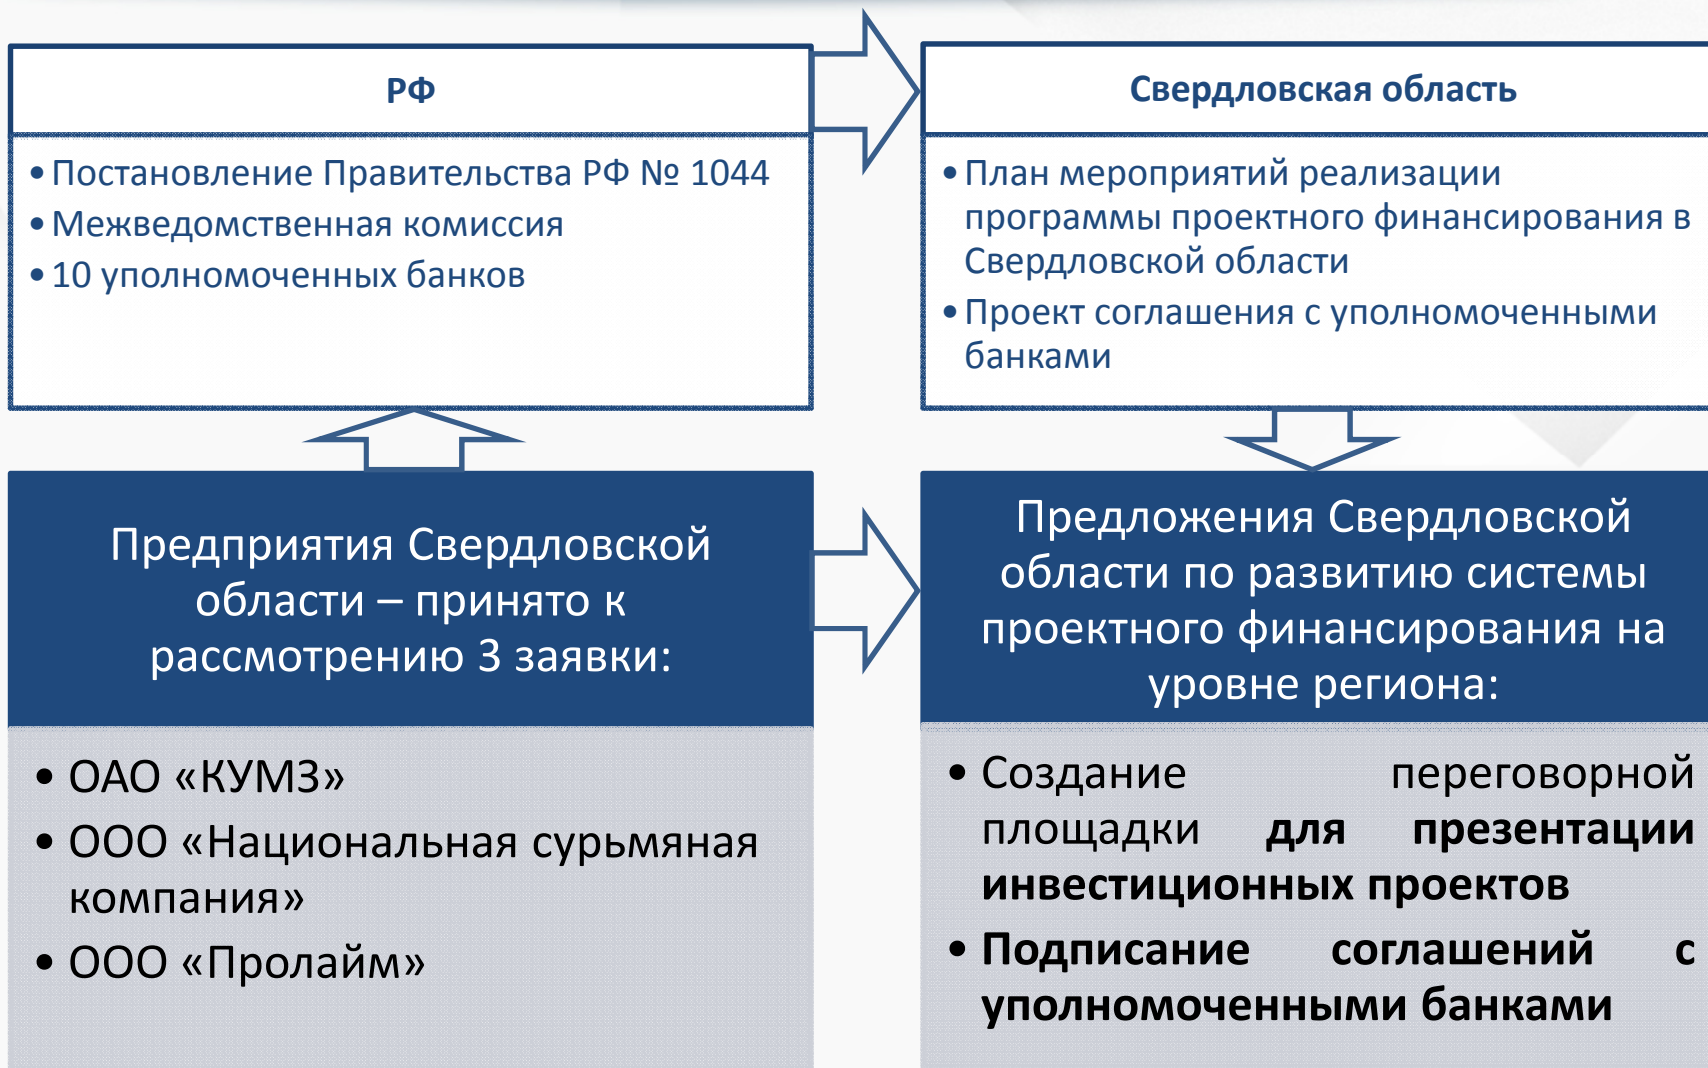 РФ
• Постановление Правительства РФ № 1044
• Межведомственная комиссия
• 10 уполномоченных банков
Свердловская область
• План мероприятий реализации
программы проектного финансирования в
Свердловской области
• Проект соглашения с уполномоченными
банками
Предприятия Свердловской
области – принято к
рассмотрению 3 заявки:
• ОАО «КУМЗ»
• ООО «Национальная сурьмяная
компания»
• ООО «Пролайм»
Предложения Свердловской
области по развитию системы
проектного финансирования на
уровне региона:
• Создание переговорной
площадки для презентации
инвестиционных проектов
• Подписание соглашений с
уполномоченными банками